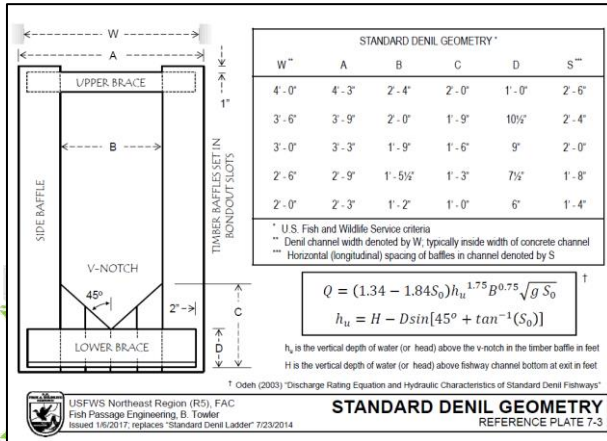 W
A
UPPER BRACE
1"
B
SIDE BAFFLE
TIMBER BAFFLES SET IN
BONDOUT SLOTS
V-NOTCH
45º
2"
C
D
LOWER BRACE
STANDARD DENIL GEOMETRY *
W ** A B C D S ***
4' - 0" 4' - 3" 2' - 4" 2' - 0" 1' - 0" 2' - 6"
3' - 6" 3' - 9" 2' - 0" 1' - 9" 10½" 2' - 4"
3' - 0" 3' - 3" 1' - 9" 1' - 6" 9" 2' - 0"
2' - 6" 2' - 9" 1' - 5½" 1' - 3" 7½" 1' - 8"
2' - 0" 2' - 3" 1' - 2" 1' - 0" 6" 1' - 4"
* U.S. Fish and Wildlife Service criteria
** Denil channel width denoted by W; typically inside width of concrete channel
*** Horizontal (longitudinal) spacing of baffles in channel denoted by S
Q = (1.34 − 1.84S₀)hᵤ¹·⁷⁵B⁰·⁷⁵√(g S₀) †
hᵤ = H − Dsin[45º + tan⁻¹(S₀)]
hᵤ is the vertical depth of water (or head) above the v-notch in the timber baffle in feet
H is the vertical depth of water (or head) above fishway channel bottom at exit in feet
† Odeh (2003) "Discharge Rating Equation and Hydraulic Characteristics of Standard Denil Fishways"
USFWS Northeast Region (R5), FAC
Fish Passage Engineering, B. Towler
Issued 1/6/2017; replaces "Standard Denil Ladder" 7/23/2014
STANDARD DENIL GEOMETRY
REFERENCE PLATE 7-3